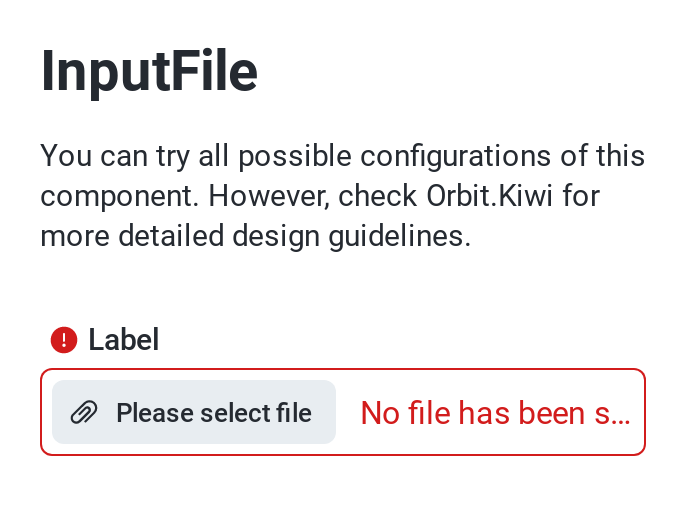 InputFile
You can try all possible configurations of this
component. However, check Orbit.Kiwi for
more detailed design guidelines.
Label
Please select file
No file has been s...